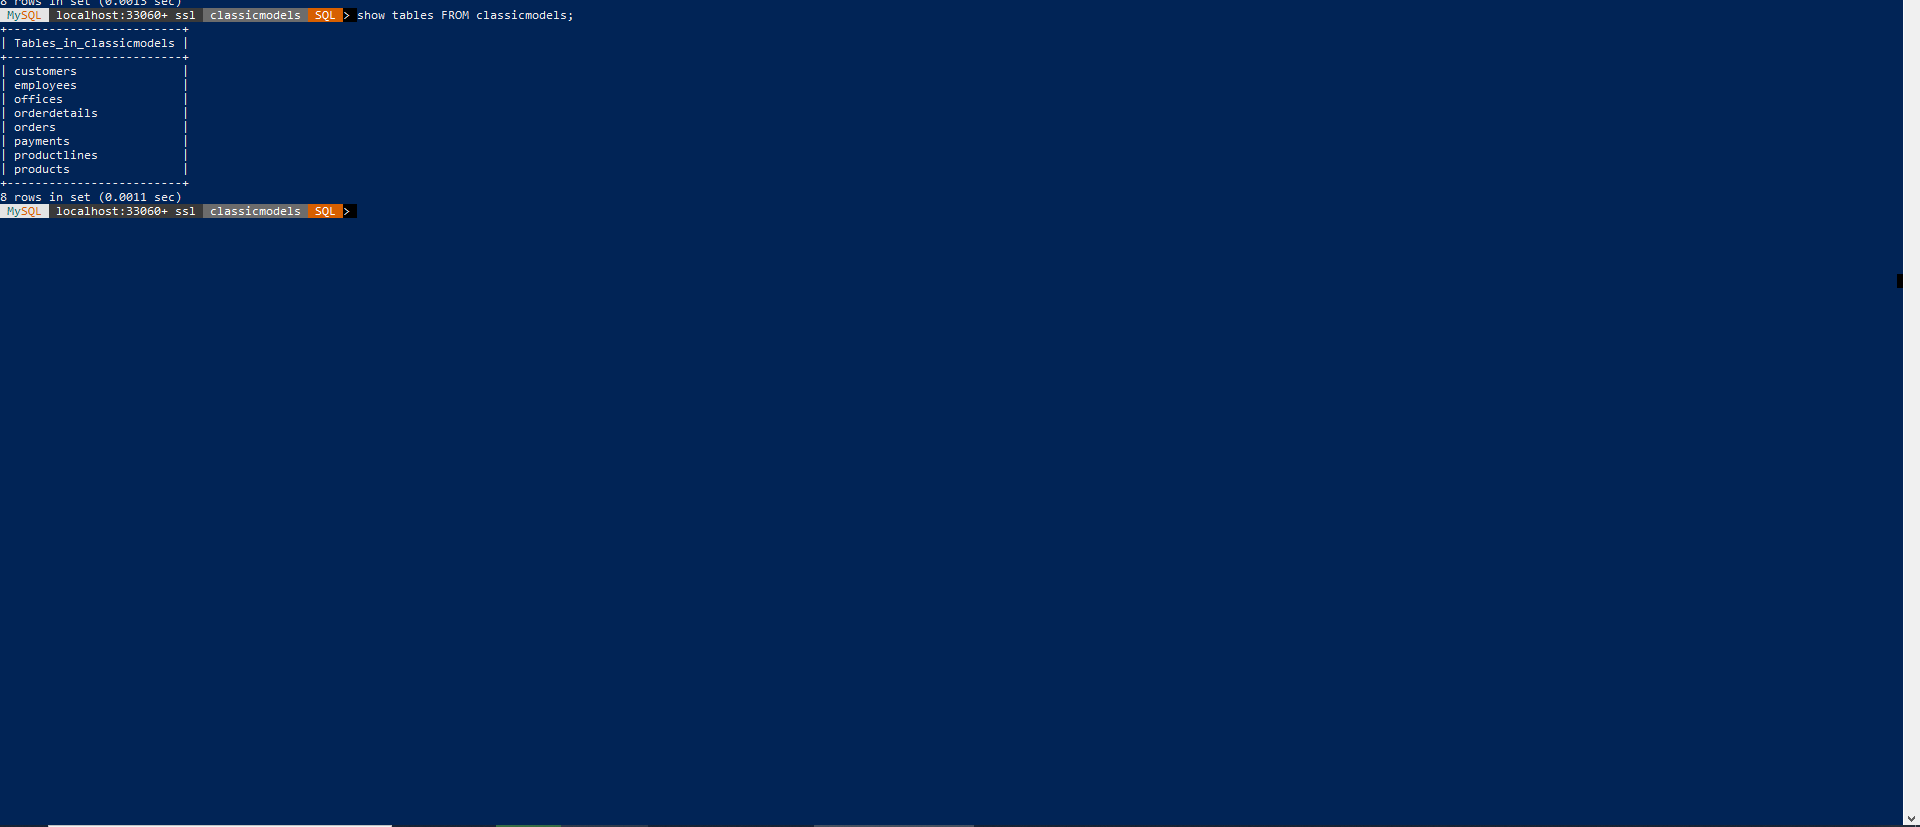 8 rows in set (0.0013 sec)
MySQL localhost:33060+ ssl classicmodels SQL > show tables FROM classicmodels;
+-------------------------+
| Tables_in_classicmodels |
+-------------------------+
| customers               |
| employees               |
| offices                 |
| orderdetails            |
| orders                  |
| payments                |
| productlines            |
| products                |
+-------------------------+
8 rows in set (0.0011 sec)
MySQL localhost:33060+ ssl classicmodels SQL >